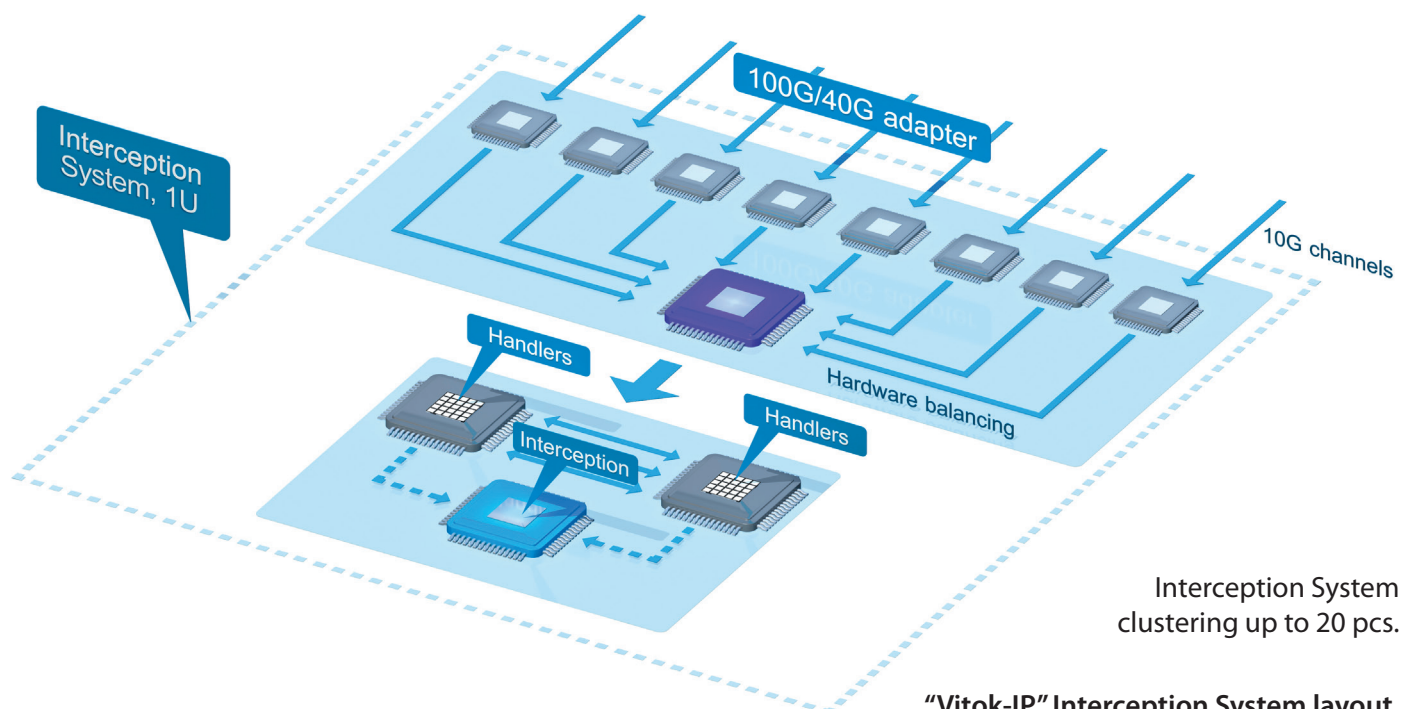 100G/40G adapter
Interception
System, 1U
10G channels
Handlers
Hardware balancing
Handlers
Interception
Interception System
clustering up to 20 pcs.
“Vitok-IP” Interception System layout